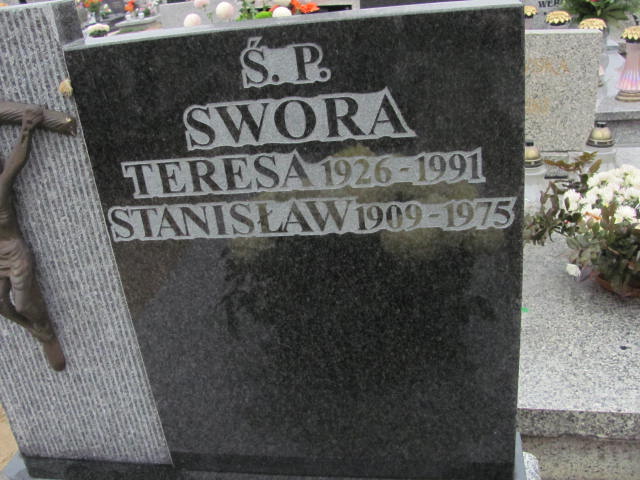 Ś. P.
SWORA
TERESA 1926-1991
STANISŁAW 1909-1975